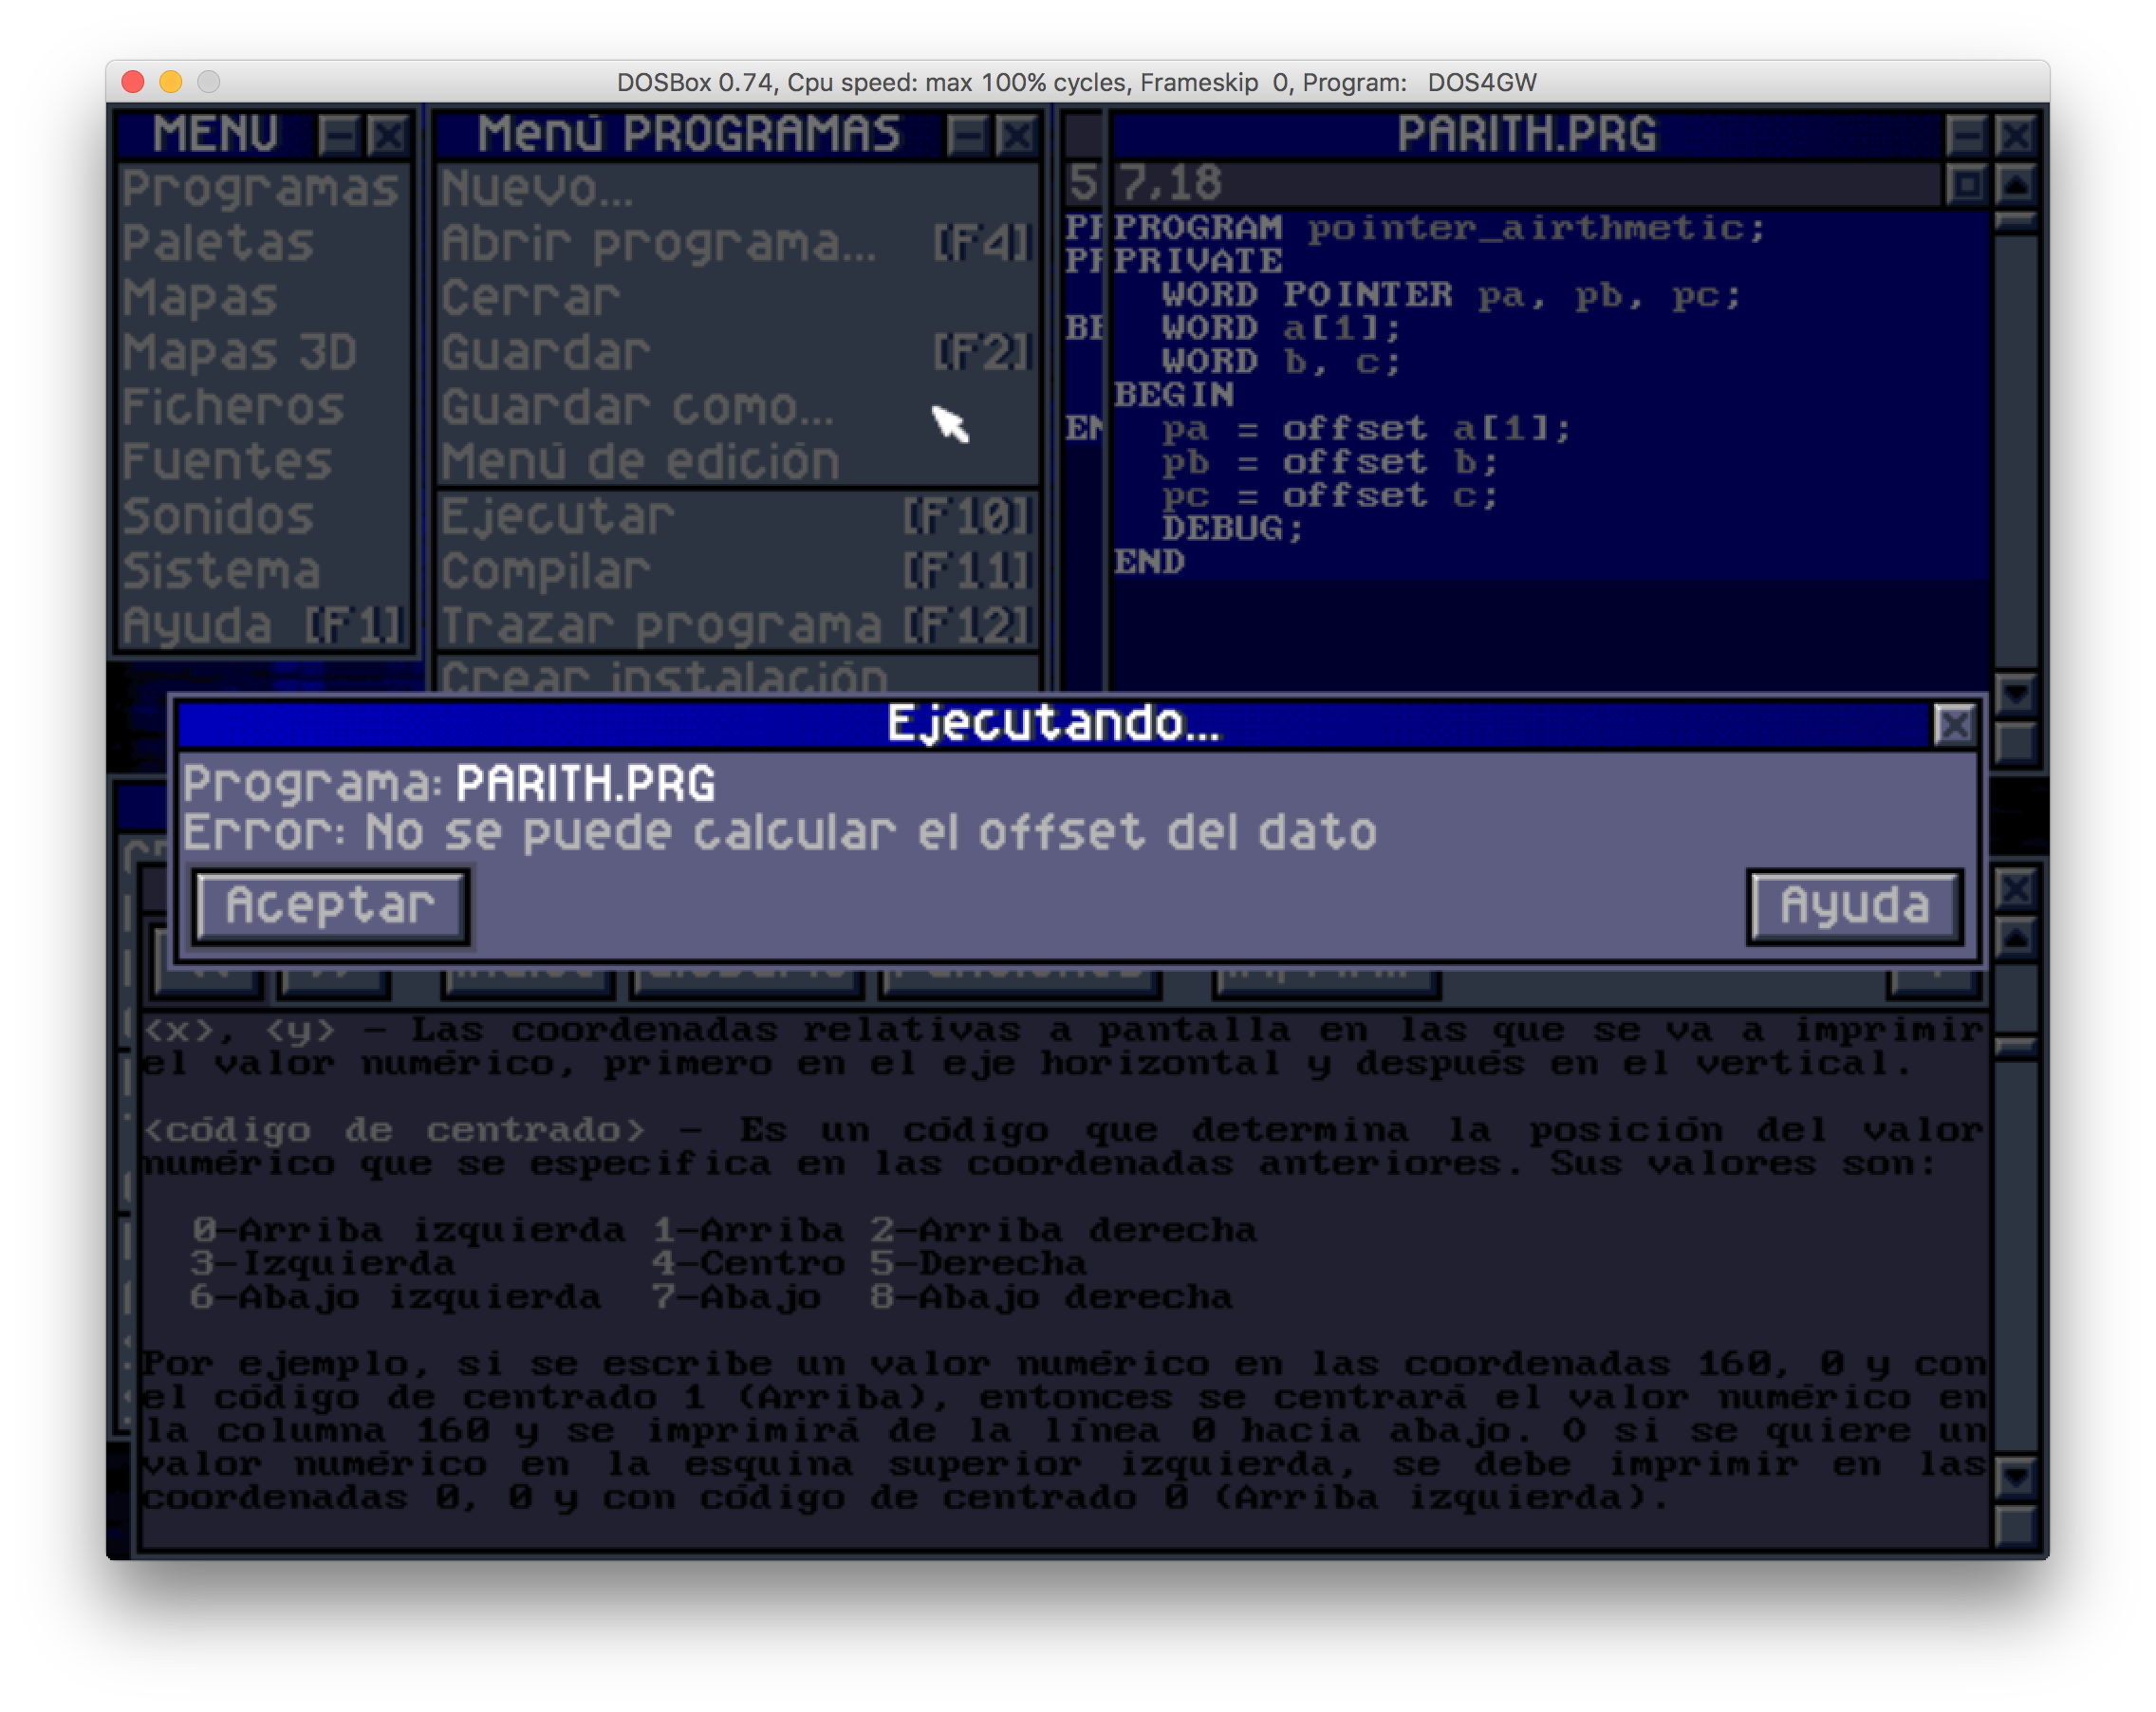 DOSBox 0.74, Cpu speed: max 100% cycles, Frameskip 0, Program: DOS4GW
MENÚ
Programas
Paletas
Mapas
Mapas 3D
Ficheros
Fuentes
Sonidos
Sistema
Ayuda [F1]
Menú PROGRAMAS
Nuevo...
Abrir programa... [F4]
Cerrar
Guardar [F2]
Guardar como...
Menú de edición
Ejecutar [F10]
Compilar [F11]
Trazar programa [F12]
Crear instalación
PARITH.PRG
7,18
PROGRAM pointer_airthmetic;
PRIVATE
WORD POINTER pa, pb, pc;
WORD a[1];
WORD b, c;
BEGIN
pa = offset a[1];
pb = offset b;
pc = offset c;
DEBUG;
END
Ejecutando...
Programa: PARITH.PRG
Error: No se puede calcular el offset del dato
Aceptar
Ayuda
<x>, <y> - Las coordenadas relativas a pantalla en las que se va a imprimir
el valor numérico, primero en el eje horizontal y después en el vertical.
<código de centrado> - Es un código que determina la posición del valor
numérico que se especifica en las coordenadas anteriores. Sus valores son:
0-Arriba izquierda 1-Arriba 2-Arriba derecha
3-Izquierda 4-Centro 5-Derecha
6-Abajo izquierda 7-Abajo 8-Abajo derecha
Por ejemplo, si se escribe un valor numérico en las coordenadas 160, 0 y con
el código de centrado 1 (Arriba), entonces se centrará el valor numérico en
la columna 160 y se imprimirá de la línea 0 hacia abajo. O si se quiere un
valor numérico en la esquina superior izquierda, se debe imprimir en las
coordenadas 0, 0 y con código de centrado 0 (Arriba izquierda).